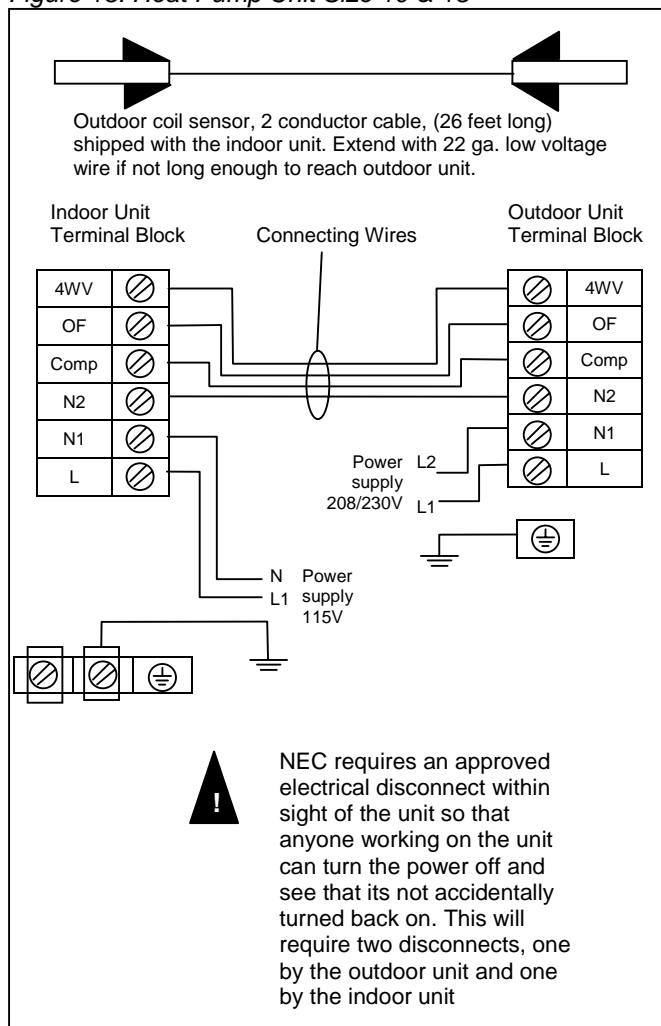 Figure Heat Pump Unit Size &
Outdoor coil sensor, 2 conductor cable, (26 feet long)
shipped with the indoor unit. Extend with 22 ga. low voltage
wire if not long enough to reach outdoor unit.
Indoor Unit
Terminal Block
Connecting Wires
Outdoor Unit
Terminal Block
4WV
OF
Comp
N2
N1
L
4WV
OF
Comp
N2
N1
L
Power
supply
208/230V
L2
L1
N
L1
Power
supply
115V
!
NEC requires an approved
electrical disconnect within
sight of the unit so that
anyone working on the unit
can turn the power off and
see that its not accidentally
turned back on. This will
require two disconnects, one
by the outdoor unit and one
by the indoor unit